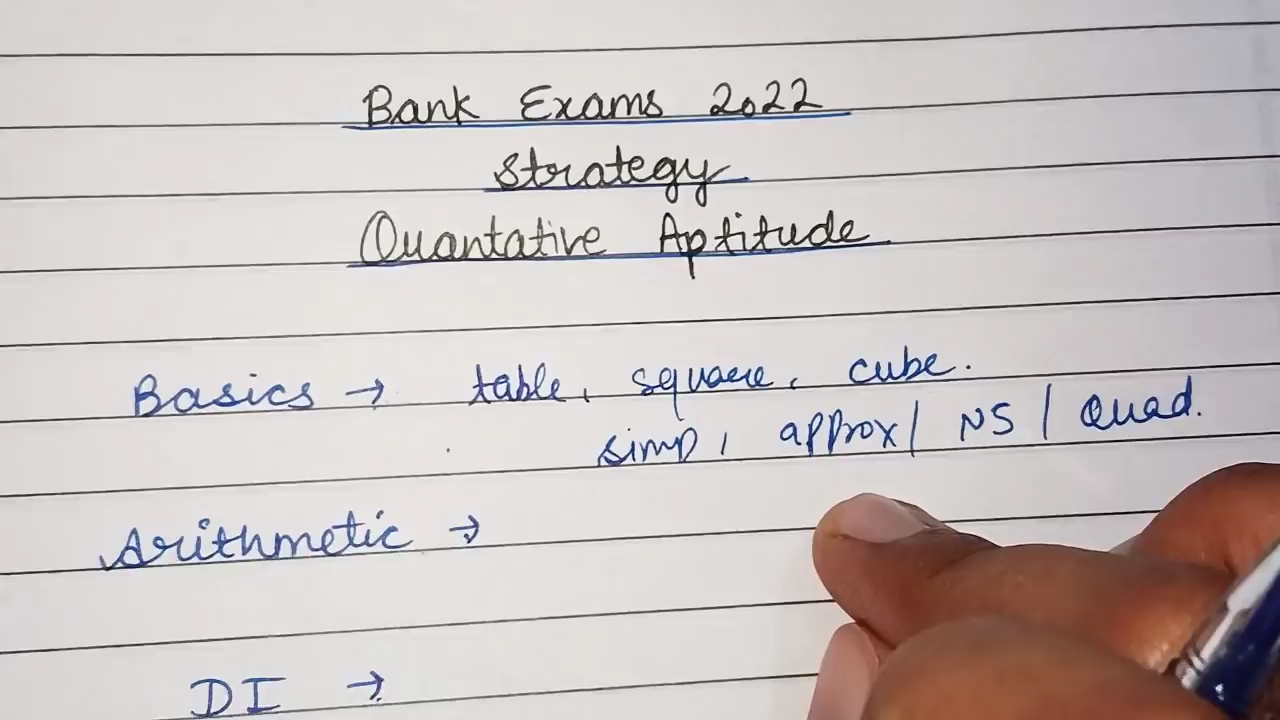 Bank Exams 2022
Strategy
Quantative Aptitude
Basics → table, square, cube.
simp, approx/ NS / Quad.
Arithmetic →
DI →